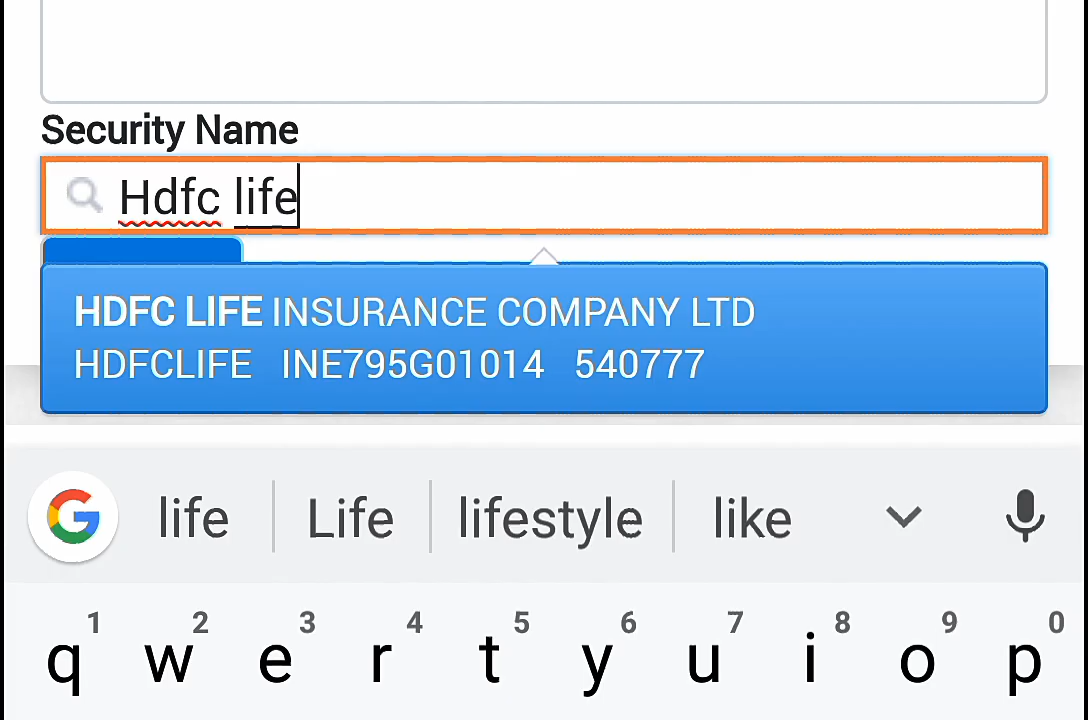 Security Name
Hdfc life
HDFC LIFE INSURANCE COMPANY LTD
HDFCLIFE INE795G01014 540777
life Life lifestyle like
1 2 3 4 5 6 7 8 9 0
q w e r t y u i o p